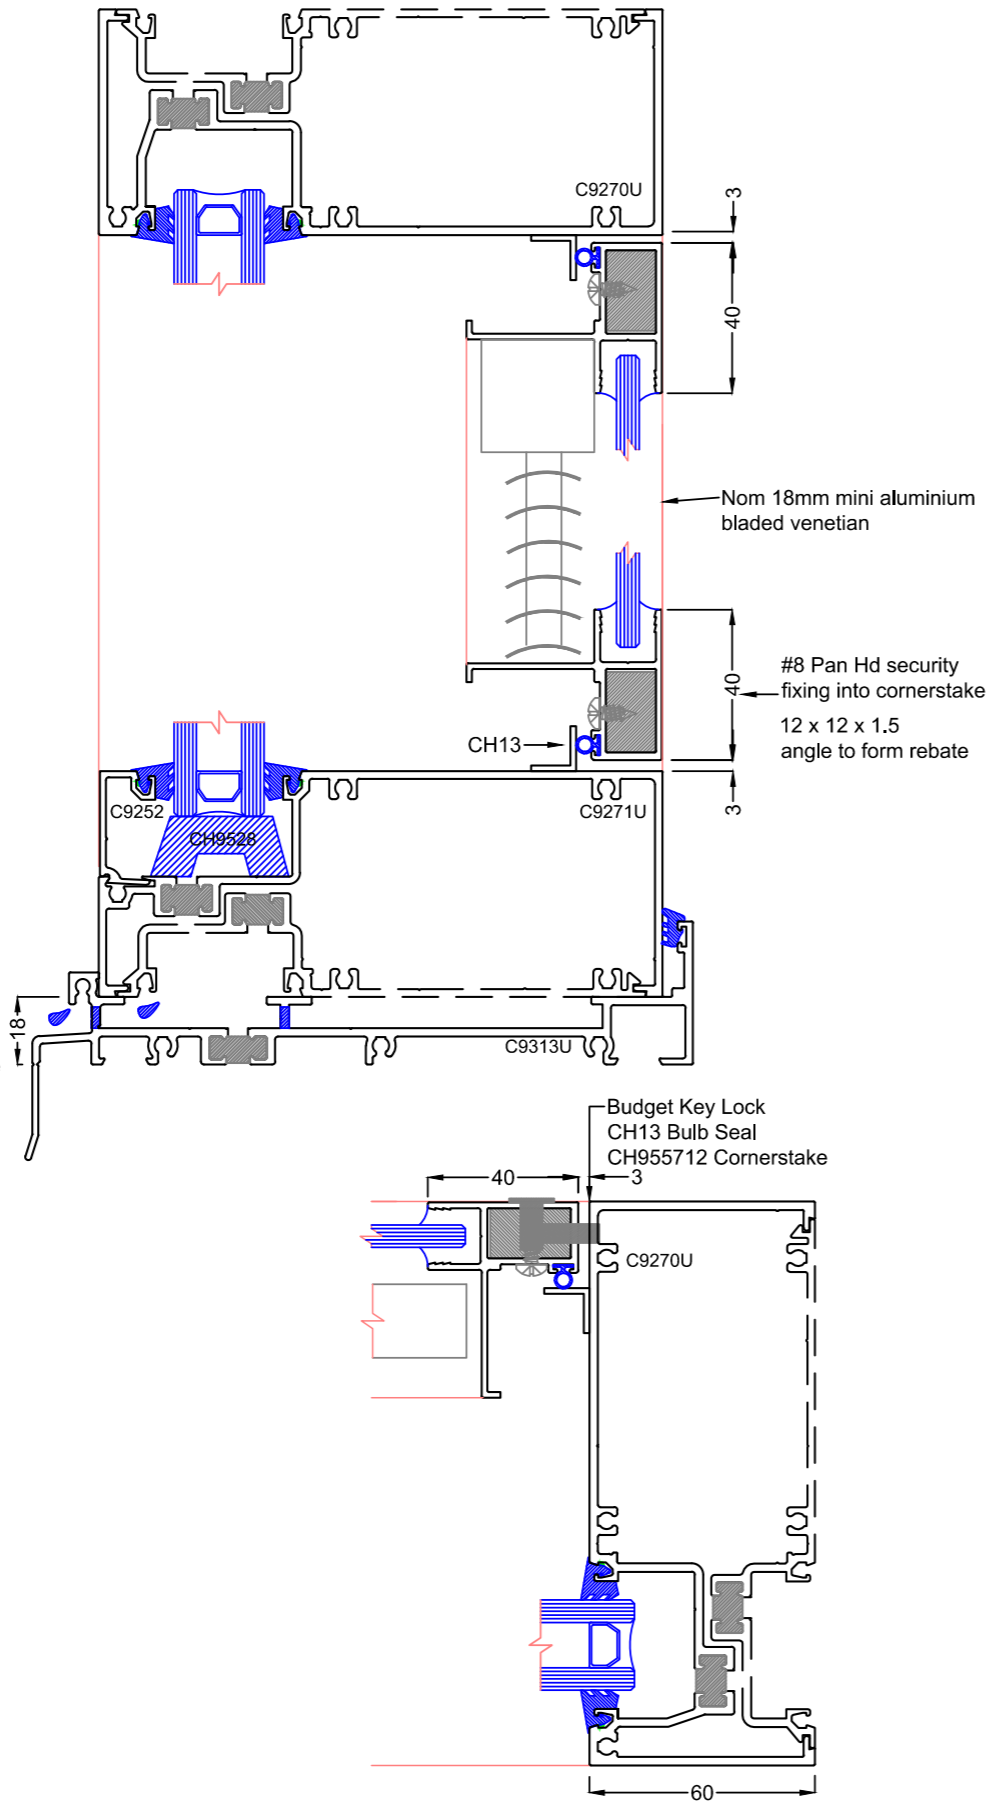 C9270U
3
40
Nom 18mm mini aluminium
bladed venetian
40
#8 Pan Hd security
fixing into cornerstake
12 x 12 x 1.5
angle to form rebate
CH13
3
C9252
CH9528
C9271U
18
C9313U
Budget Key Lock
CH13 Bulb Seal
CH955712 Cornerstake
40
3
C9270U
60